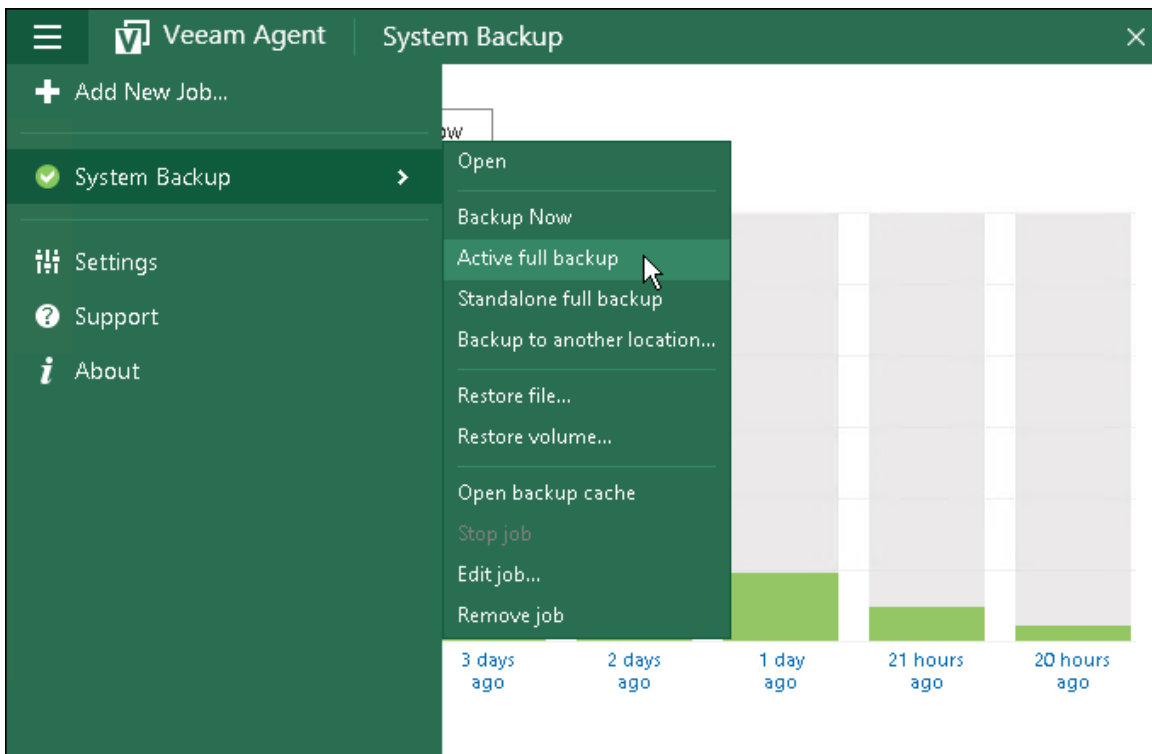 Veeam Agent System Backup
Add New Job...
System Backup
Settings
Support
About
Open
Backup Now
Active full backup
Standalone full backup
Backup to another location...
Restore file...
Restore volume...
Open backup cache
Stop job
Edit job...
Remove job
3 days 2 days 1 day 21 hours 20 hours
ago ago ago ago ago